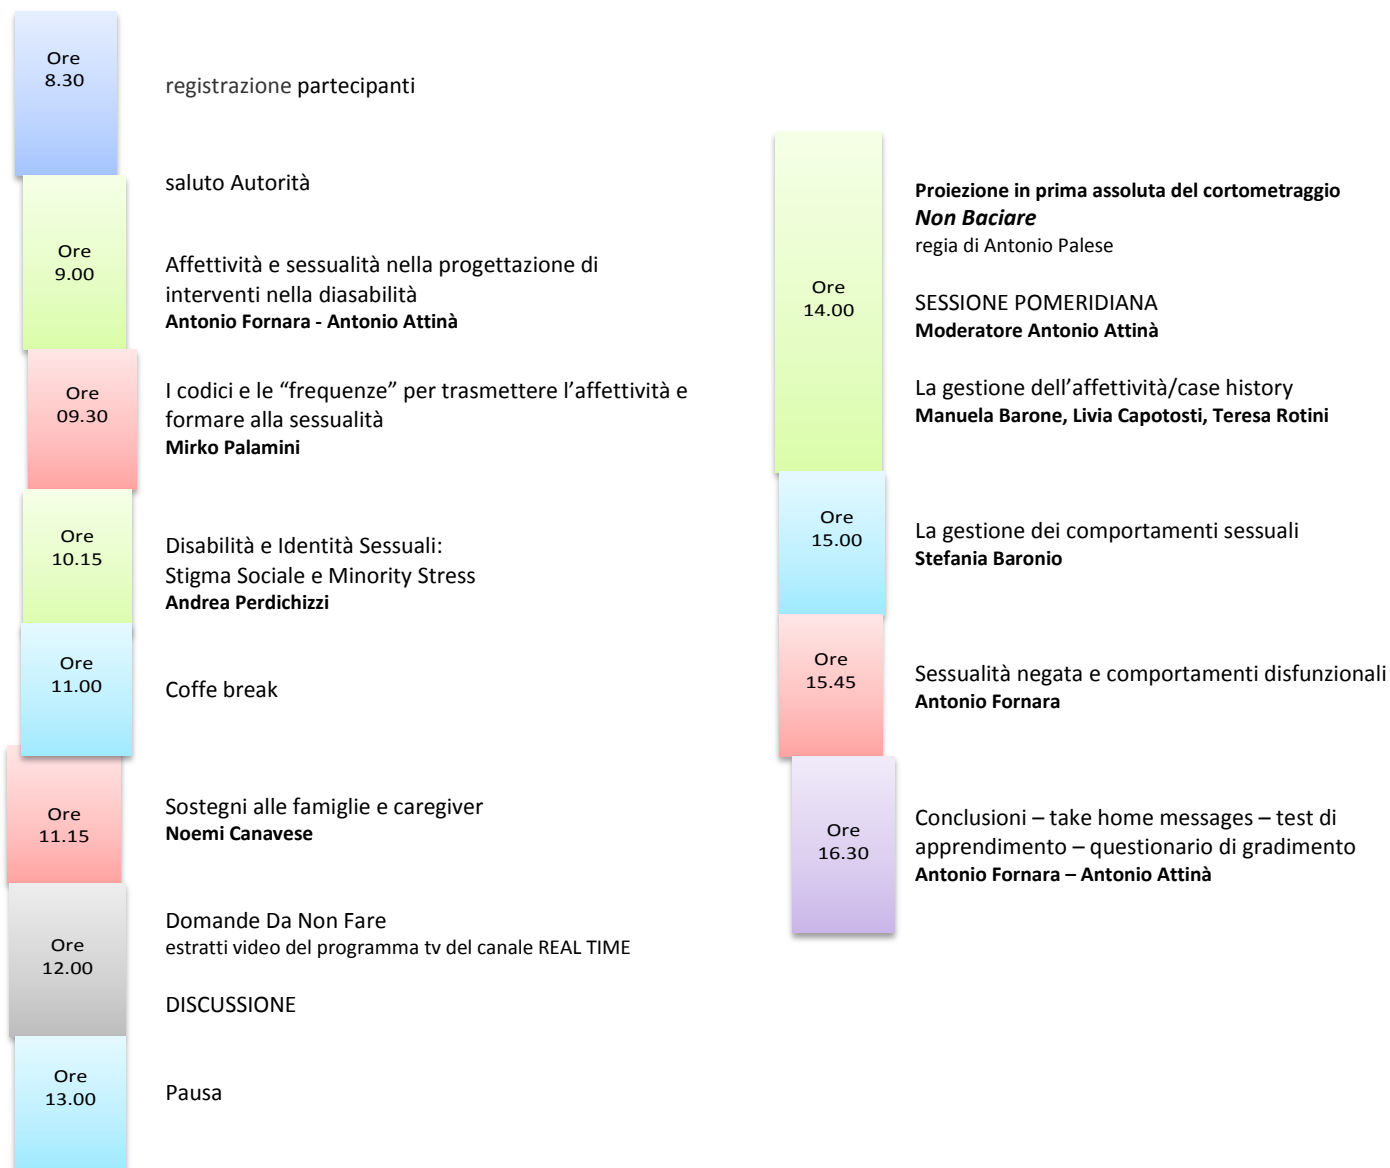 Ore
8.30
registrazione partecipanti
saluto Autorità
Ore
9.00
Affettività e sessualità nella progettazione di
interventi nella diasabilità
Antonio Fornara - Antonio Attinà
Ore
09.30
I codici e le “frequenze” per trasmettere l’affettività e
formare alla sessualità
Mirko Palamini
Ore
10.15
Disabilità e Identità Sessuali:
Stigma Sociale e Minority Stress
Andrea Perdichizzi
Ore
11.00
Coffe break
Ore
11.15
Sostegni alle famiglie e caregiver
Noemi Canavese
Ore
12.00
Domande Da Non Fare
estratti video del programma tv del canale REAL TIME
DISCUSSIONE
Ore
13.00
Pausa
Ore
14.00
Proiezione in prima assoluta del cortometraggio
Non Baciare
regia di Antonio Palese
SESSIONE POMERIDIANA
Moderatore Antonio Attinà
La gestione dell’affettività/case history
Manuela Barone, Livia Capotosti, Teresa Rotini
Ore
15.00
La gestione dei comportamenti sessuali
Stefania Baronio
Ore
15.45
Sessualità negata e comportamenti disfunzionali
Antonio Fornara
Ore
16.30
Conclusioni – take home messages – test di
apprendimento – questionario di gradimento
Antonio Fornara – Antonio Attinà